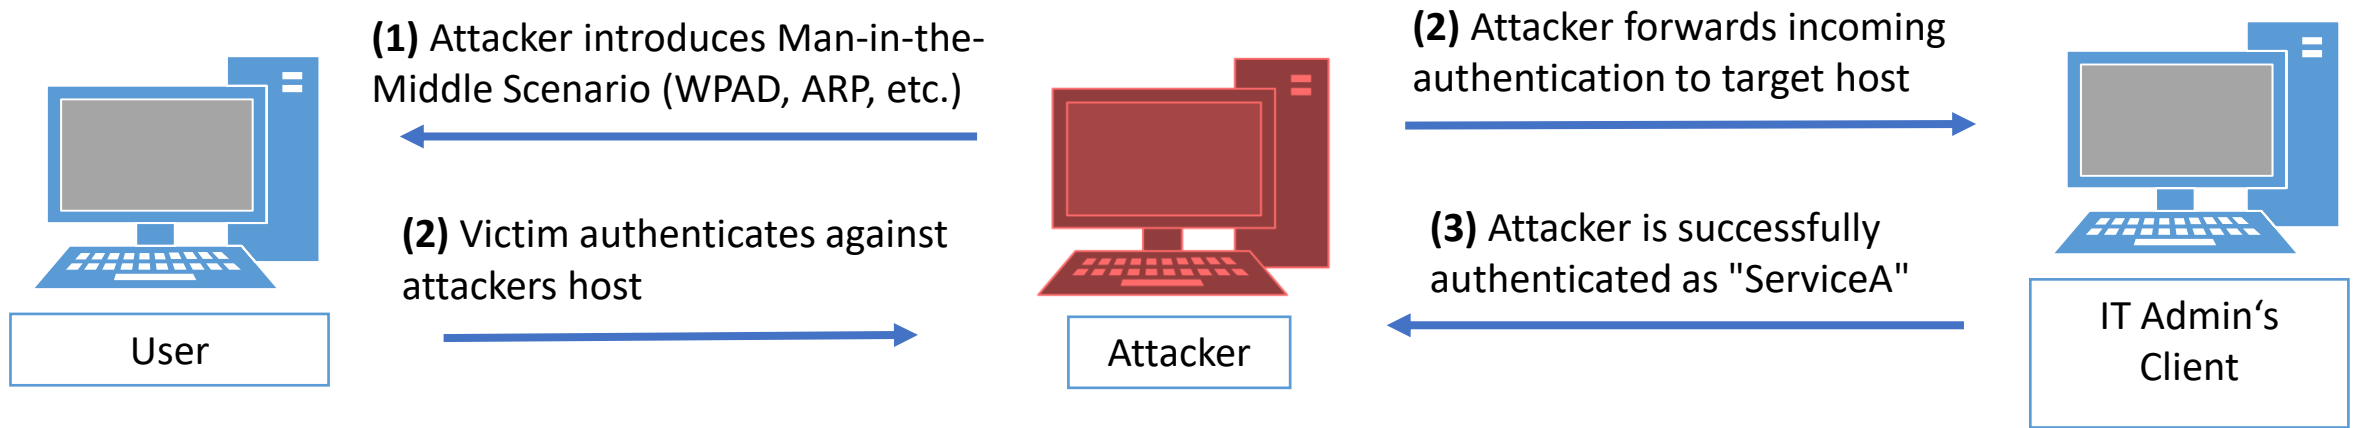 (1) Attacker introduces Man-in-the-
Middle Scenario (WPAD, ARP, etc.)
(2) Victim authenticates against
attackers host
User
Attacker
(2) Attacker forwards incoming
authentication to target host
(3) Attacker is successfully
authenticated as "ServiceA"
IT Admin‘s
Client